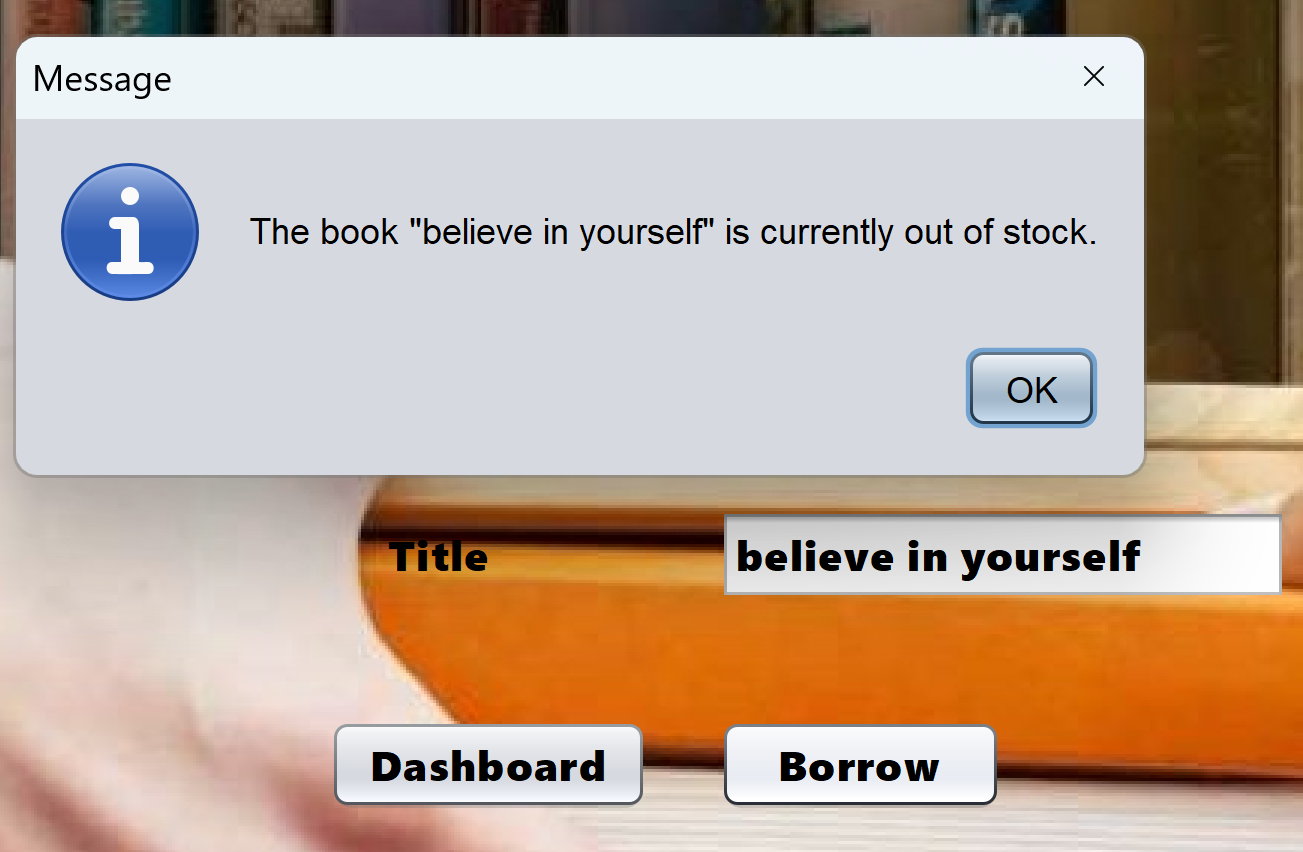 Message
The book "believe in yourself" is currently out of stock.
OK
Title
believe in yourself
Dashboard
Borrow